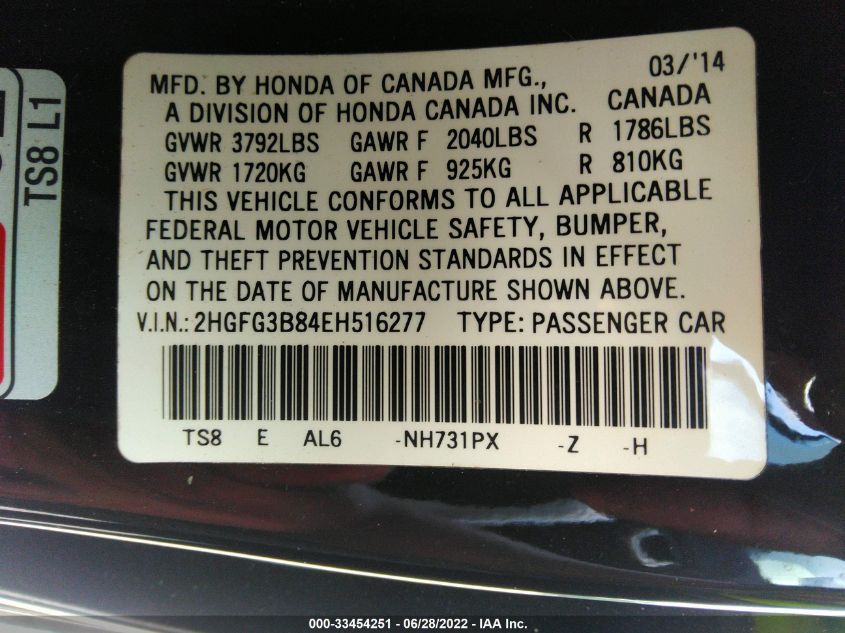 TS8 L1
MFD. BY HONDA OF CANADA MFG., 03/'14
A DIVISION OF HONDA CANADA INC. CANADA
GVWR 3792LBS GAWR F 2040LBS R 1786LBS
GVWR 1720KG GAWR F 925KG R 810KG
THIS VEHICLE CONFORMS TO ALL APPLICABLE
FEDERAL MOTOR VEHICLE SAFETY, BUMPER,
AND THEFT PREVENTION STANDARDS IN EFFECT
ON THE DATE OF MANUFACTURE SHOWN ABOVE.
V.I.N.: 2HGFG3B84EH516277 TYPE: PASSENGER CAR
TS8 E AL6 -NH731PX -Z -H
000-33454251 - 06/28/2022 - IAA Inc.